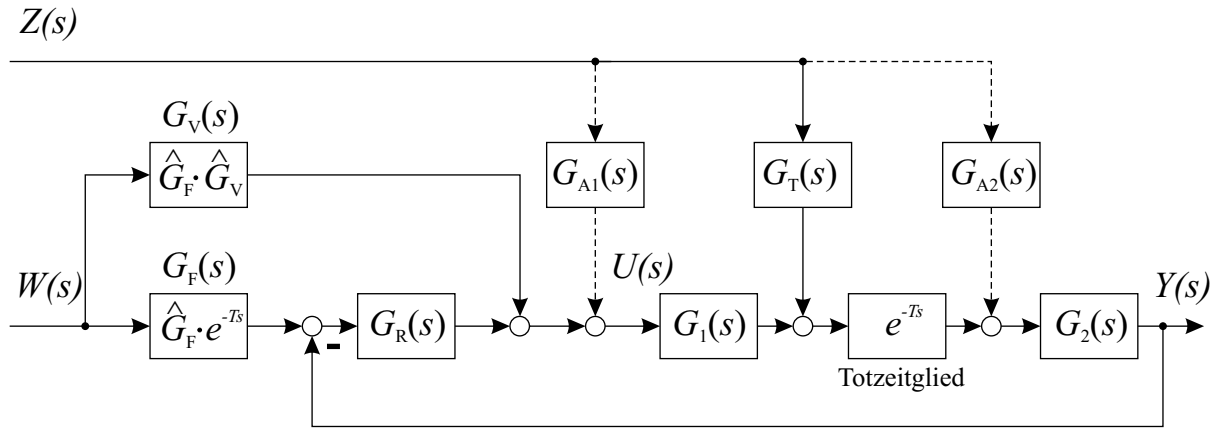 Z(s)
G_V(s)
Ĝ_F·Ĝ_V
G_A1(s)
G_T(s)
G_A2(s)
W(s)
G_F(s)
Ĝ_F·e^-Ts
-
G_R(s)
U(s)
G_1(s)
e^-Ts
Totzeitglied
G_2(s)
Y(s)